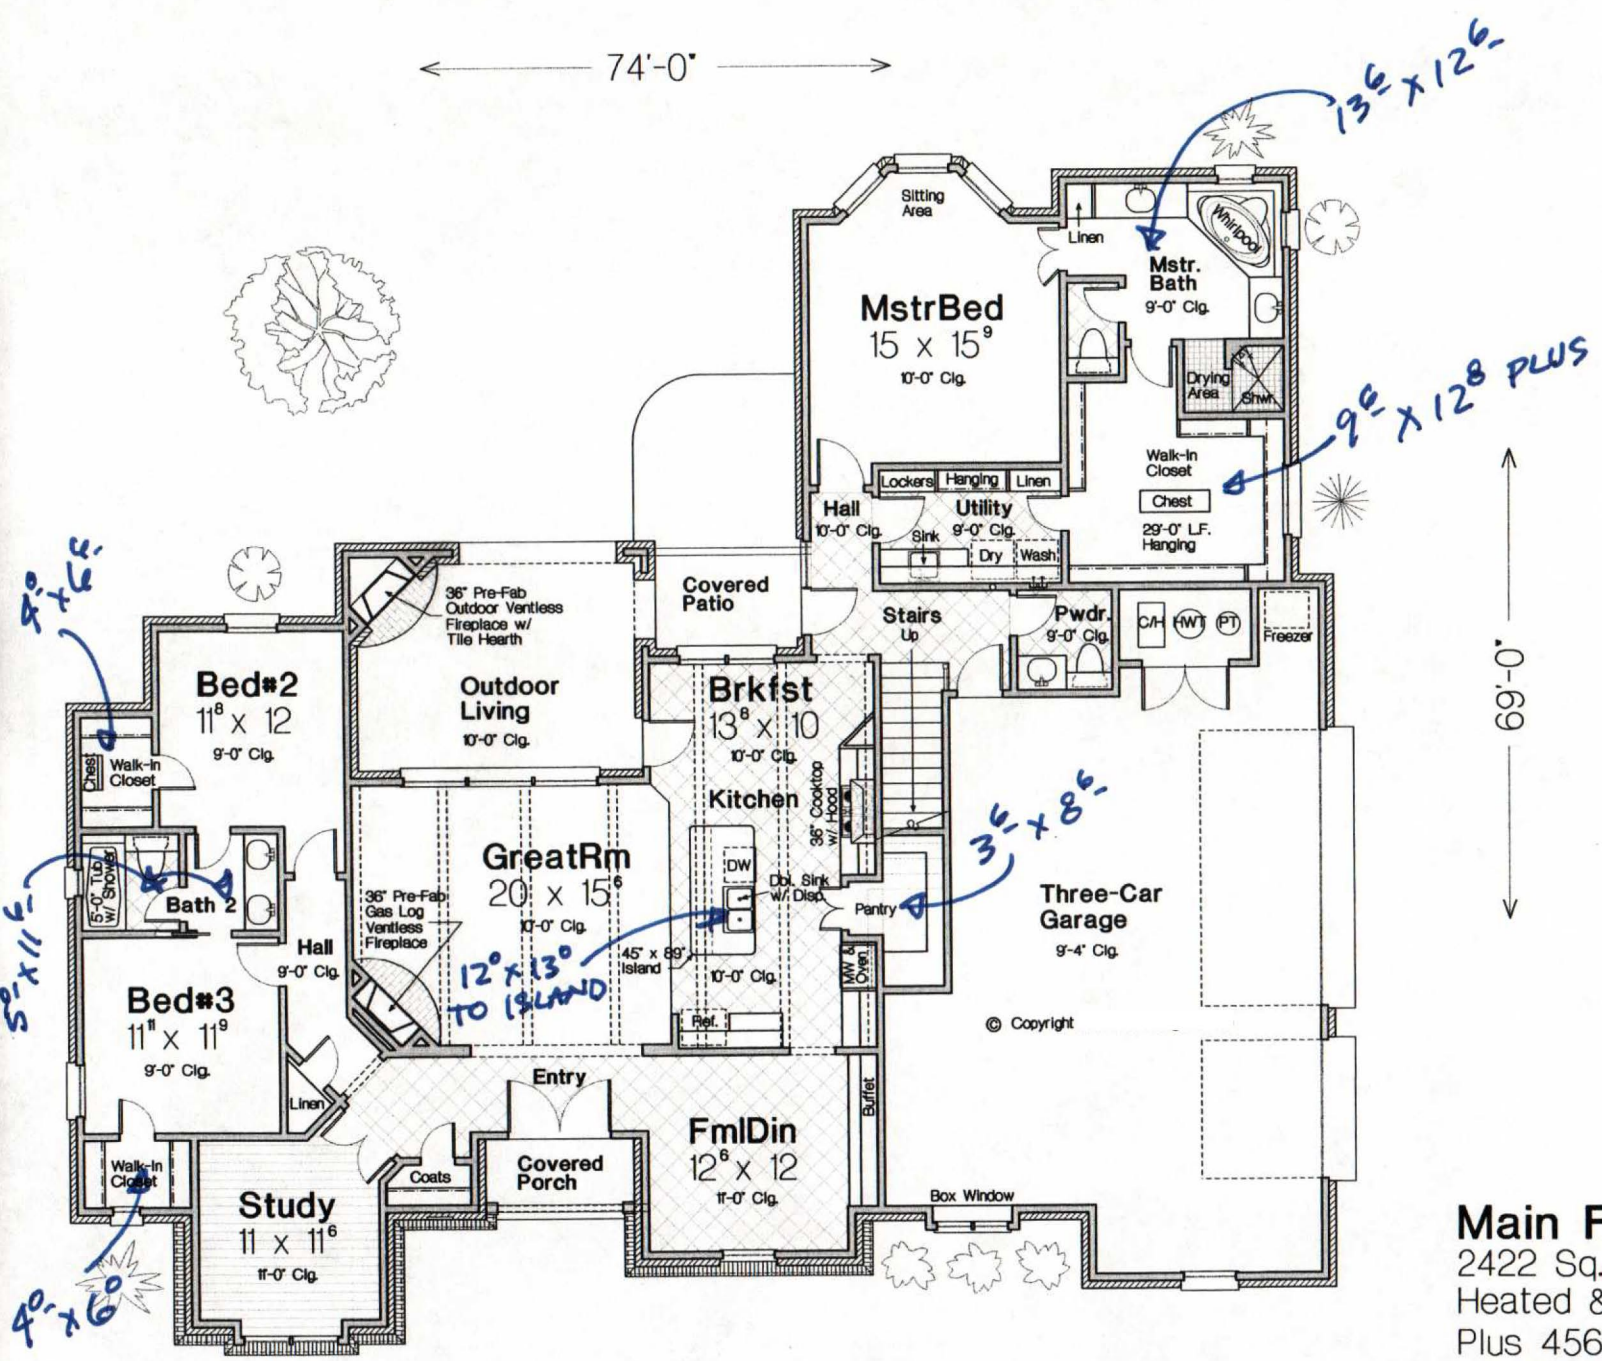 74'-0"
13⁶ x 12⁶
Sitting
Area
Linen
Whirlpool
Mstr.
Bath
9'-0" Clg.
MstrBed
15 x 15⁹
10'-0" Clg.
Drying
Area
Shwr.
9⁶ x 12⁸ PLUS
Walk-In
Closet
Chest
29'-0" L.F.
Hanging
Lockers
Hanging
Linen
Hall
10'-0" Clg.
Utility
9'-0" Clg.
Sink
Dry
Wash
69'-0"
36" Pre-Fab
Outdoor Ventless
Fireplace w/
Tile Hearth
Covered
Patio
Stairs
Up
Pwdr.
9'-0" Clg.
C/H
HWT
PT
Freezer
Bed#2
11⁸ x 12
9'-0" Clg.
Outdoor
Living
10'-0" Clg.
Brkfst
13⁸ x 10
10'-0" Clg.
Chest
Walk-In
Closet
Kitchen
36" Cooktop
w/ Hood
3⁶ x 8⁶
5'-0" Tub
w/ Shower
Bath 2
GreatRm
20 x 15⁶
10'-0" Clg.
36" Pre-Fab
Gas Log
Ventless
Fireplace
DW
Dbl. Sink
w/ Disp.
Pantry
Three-Car
Garage
9'-4" Clg.
Hall
9'-0" Clg.
12⁰ x 13⁰
TO ISLAND
45" x 89"
Island
10'-0" Clg.
MW &
Oven
5⁰ x 11⁶
Bed#3
11¹¹ x 11⁹
9'-0" Clg.
Ref.
© Copyright
Linen
Entry
Buffet
FmlDin
12⁶ x 12
11'-0" Clg.
Walk-In
Closet
Coats
Covered
Porch
Box Window
Study
11 x 11⁶
11'-0" Clg.
4⁰ x 6⁰
Main F
2422 Sq.
Heated &
Plus 456